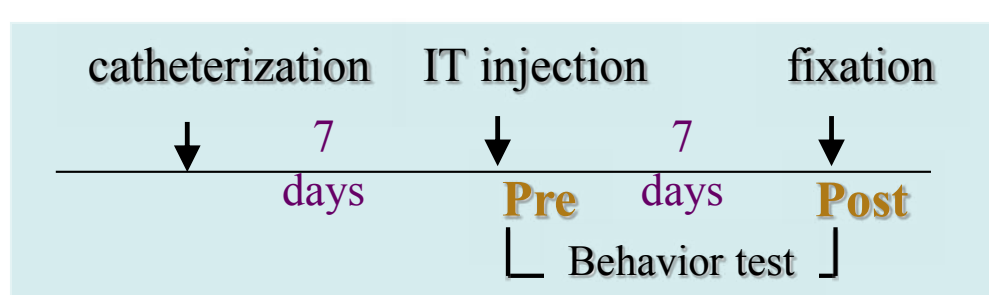 catheterization IT injection fixation
7 7
days days
Pre Post
Behavior test